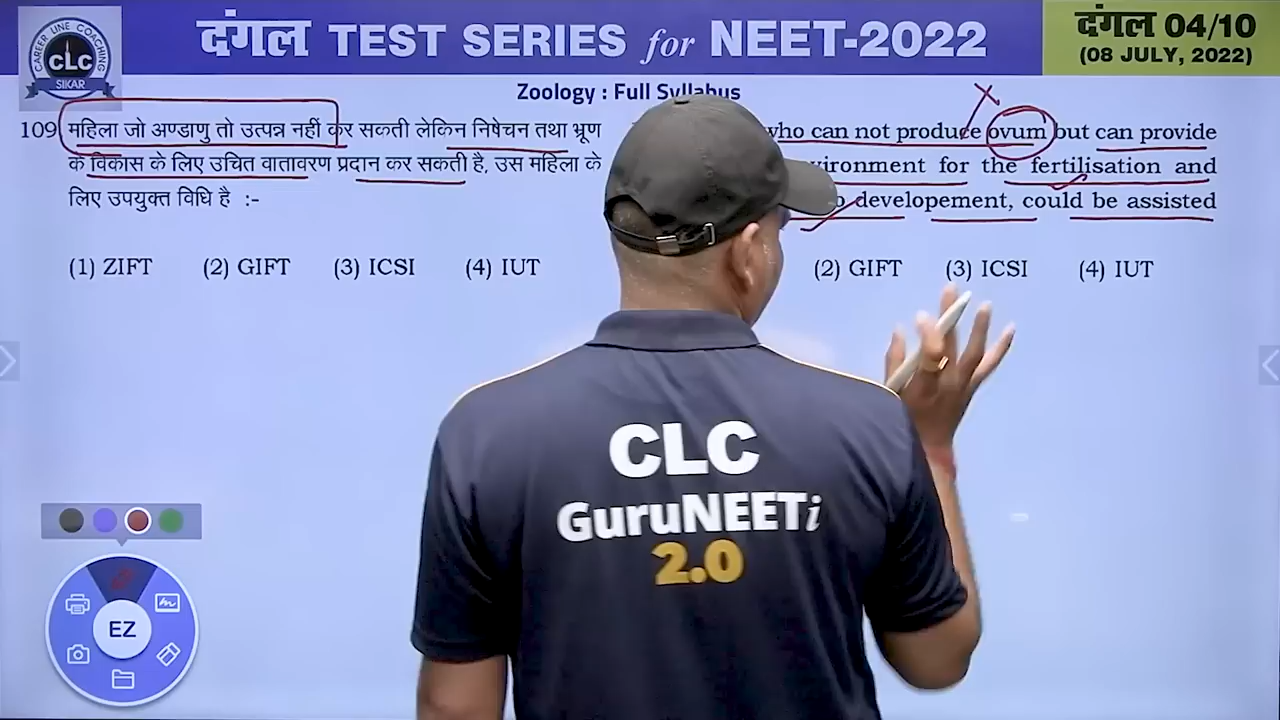 CAREER LINE COACHING
CLC
SIKAR
दंगल TEST SERIES for NEET-2022
दंगल 04/10
(08 JULY, 2022)
Zoology : Full Syllabus
109 महिला जो अण्डाणु तो उत्पन्न नहीं कर सकती लेकिन निषेचन तथा भ्रूण
के विकास के लिए उचित वातावरण प्रदान कर सकती है, उस महिला के
लिए उपयुक्त विधि है :-
(1) ZIFT (2) GIFT (3) ICSI (4) IUT
who can not produce ovum but can provide
for the fertilisation and
developement, could be assisted
(2) GIFT (3) ICSI (4) IUT
CLC
GuruNEETi
2.0
EZ